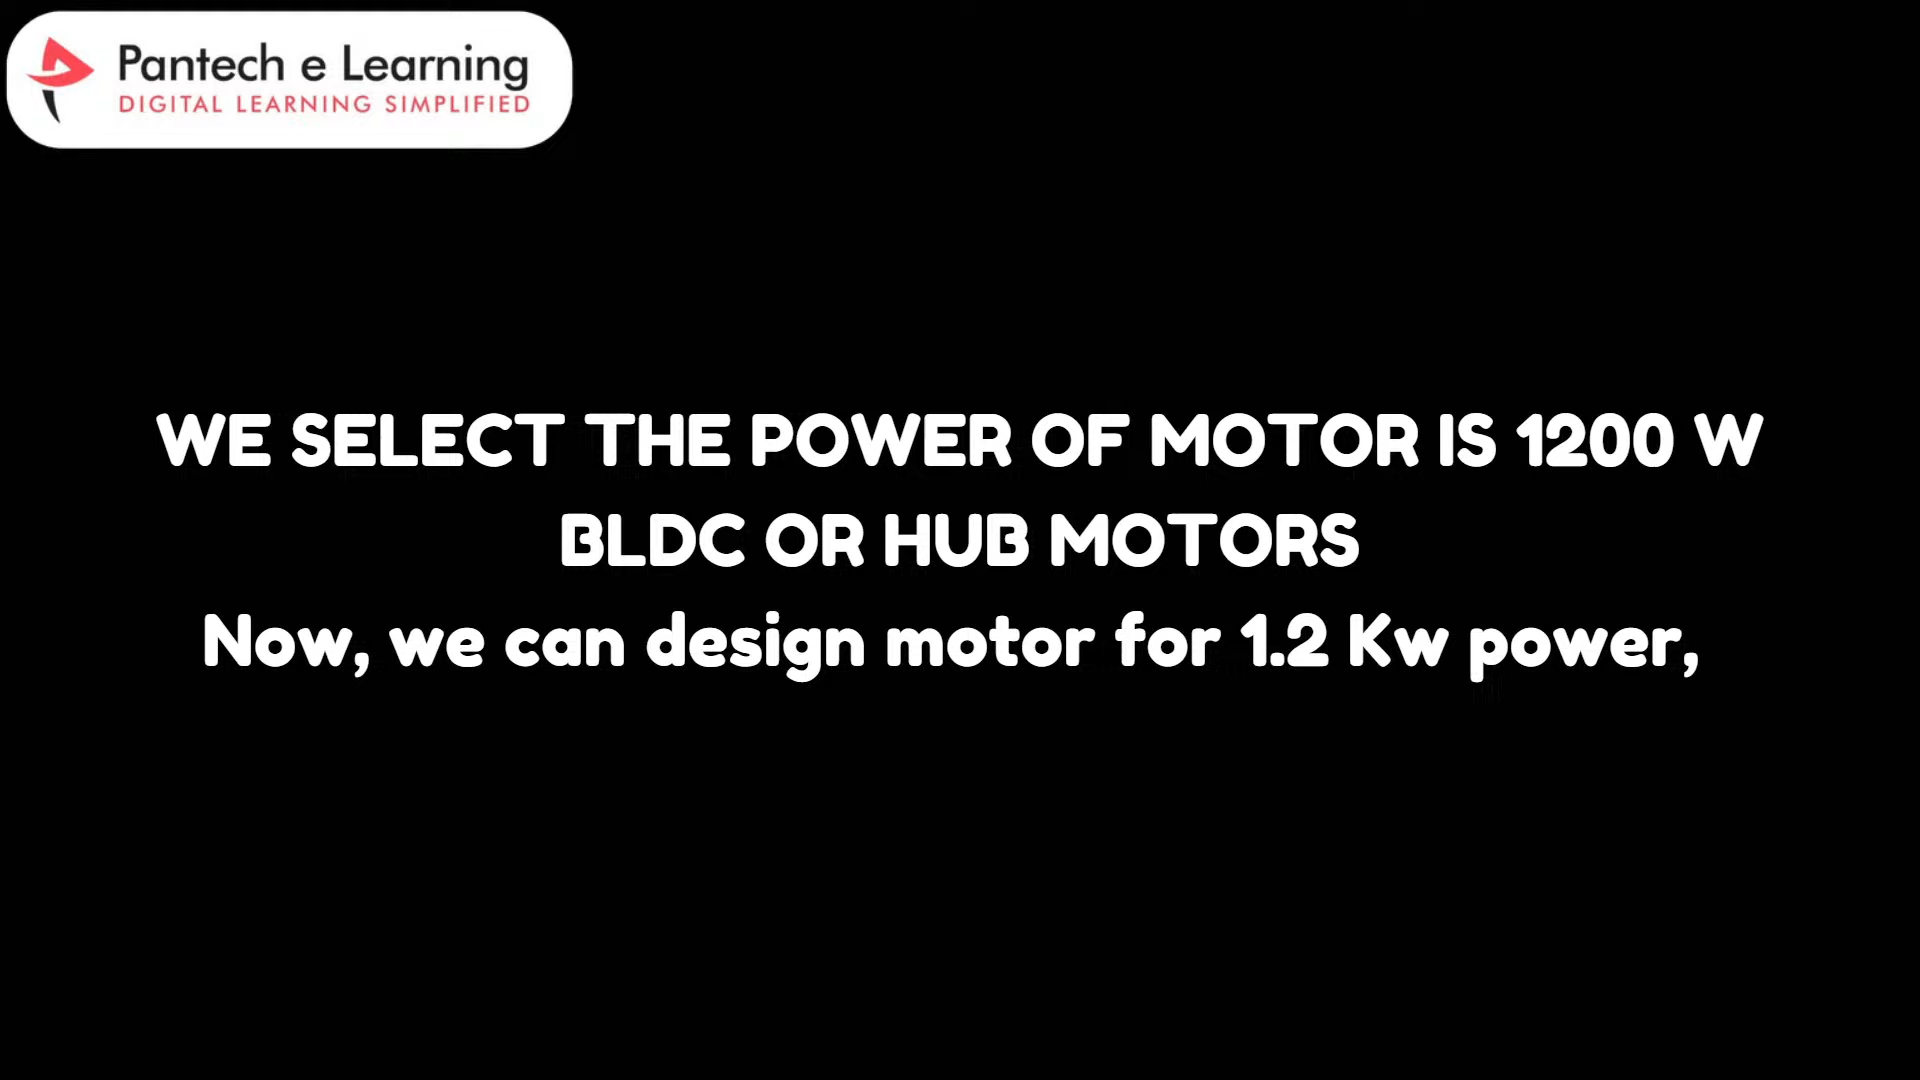 Pantech e Learning
DIGITAL LEARNING SIMPLIFIED
WE SELECT THE POWER OF MOTOR IS 1200 W
BLDC OR HUB MOTORS
Now, we can design motor for 1.2 Kw power,